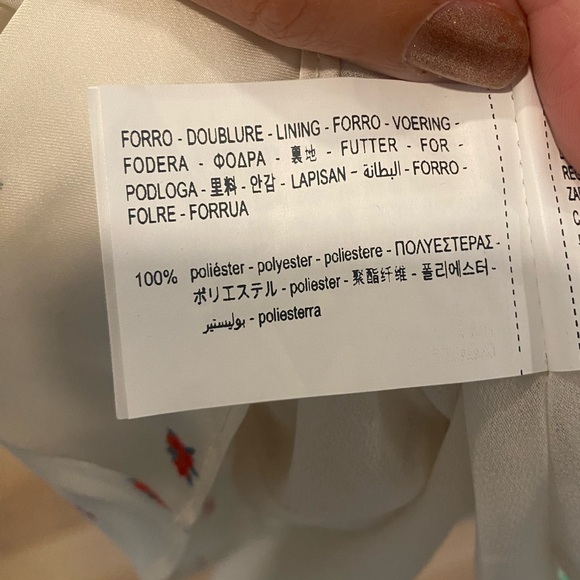 FORRO - DOUBLURE - LINING - FORRO - VOERING -
FODERA - ΦΟΔΡΑ - 裏地 - FUTTER - FOR -
PODLOGA - 里料 - 안감 - LAPISAN - البطانة - FORRO -
FOLRE - FORRUA
100% poliéster - polyester - poliestere - ΠΟΛΥΕΣΤΕΡΑΣ -
ポリエステル - poliester - 聚酯纤维 - 폴리에스터 -
بوليستير - poliesterra